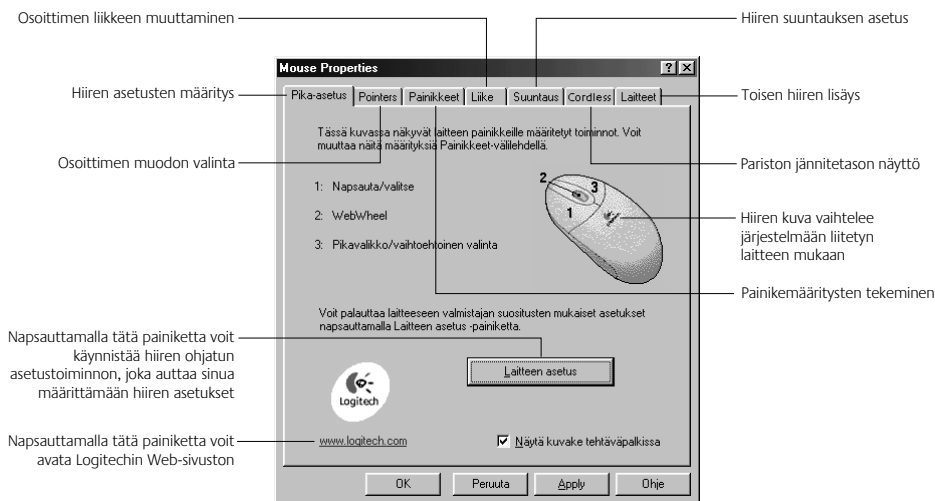 Osoittimen liikkeen muuttaminen
Hiiren suuntauksen asetus
Mouse Properties
Hiiren asetusten määritys
Pika-asetus Pointers Painikkeet Liike Suuntaus Cordless Laitteet
Toisen hiiren lisäys
Tässä kuvassa näkyvät laitteen painikkeille määritetyt toiminnot. Voit
muuttaa näitä määrityksiä Painikkeet-välilehdellä.
Osoittimen muodon valinta
Pariston jännitetason näyttö
1: Napsauta/valitse
2: WebWheel
3: Pikavalikko/vaihtoehtoinen valinta
2
3
1
Hiiren kuva vaihtelee
järjestelmään liitetyn
laitteen mukaan
Painikemääritysten tekeminen
Voit palauttaa laitteeseen valmistajan suositusten mukaiset asetukset
napsauttamalla Laitteen asetus -painiketta.
Napsauttamalla tätä painiketta voit
käynnistää hiiren ohjatun
asetustoiminnon, joka auttaa sinua
määrittämään hiiren asetukset
Laitteen asetus
Logitech
Napsauttamalla tätä painiketta voit
avata Logitechin Web-sivuston
www.logitech.com
Näytä kuvake tehtäväpalkissa
OK Peruuta Apply Ohje